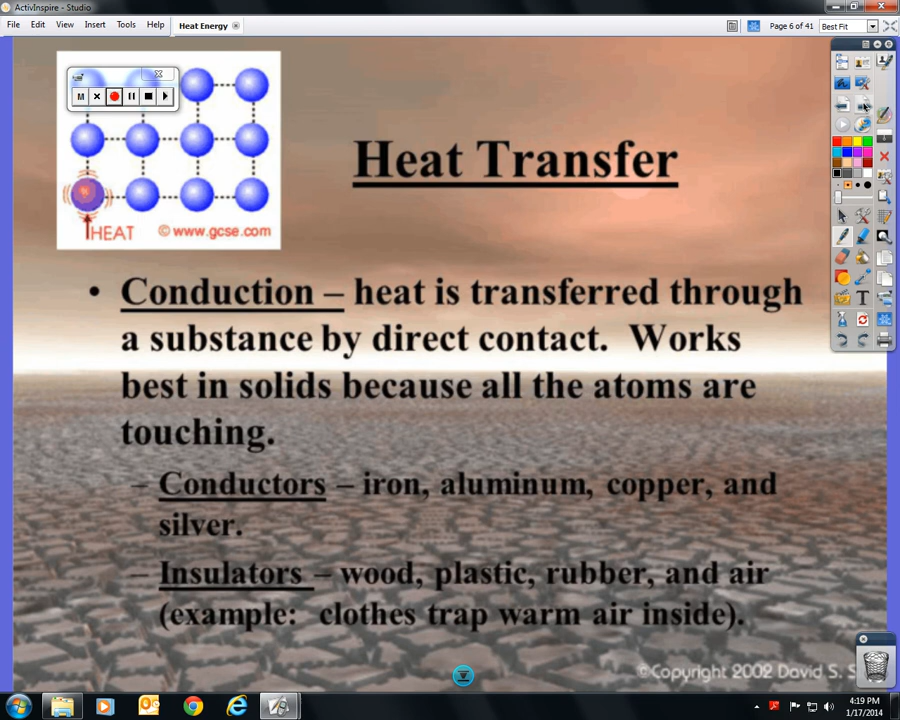 ActivInspire - Studio
File Edit View Insert Tools Help
Heat Energy
Page 6 of 41
Best Fit
M
HEAT © www.gcse.com
Heat Transfer
• Conduction – heat is transferred through
a substance by direct contact. Works
best in solids because all the atoms are
touching.
– Conductors – iron, aluminum, copper, and
silver.
– Insulators – wood, plastic, rubber, and air
(example: clothes trap warm air inside).
©Copyright 2002 David S.
4:19 PM
1/17/2014